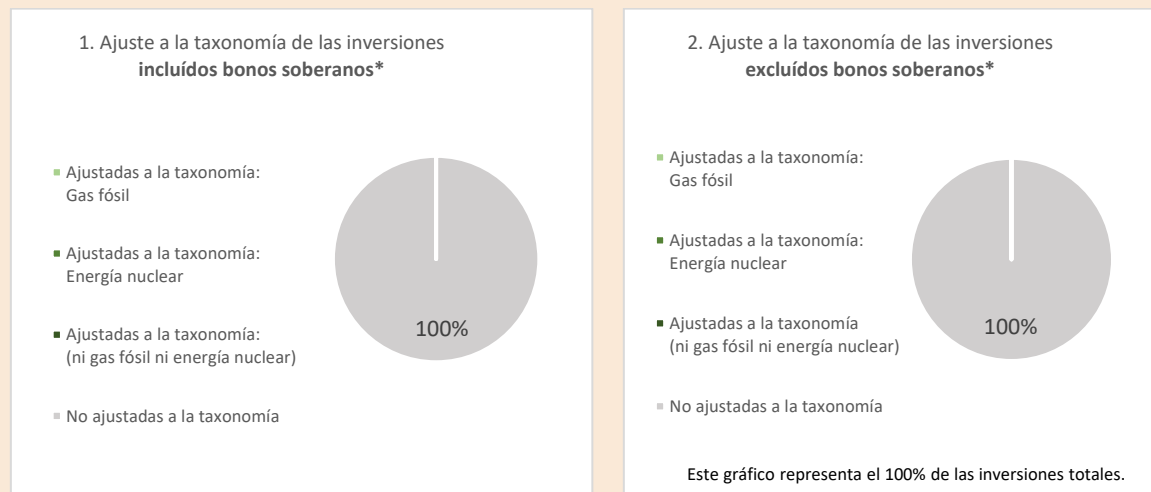 1. Ajuste a la taxonomía de las inversiones
incluídos bonos soberanos*
Ajustadas a la taxonomía:
Gas fósil
Ajustadas a la taxonomía:
Energía nuclear
Ajustadas a la taxonomía:
(ni gas fósil ni energía nuclear)
No ajustadas a la taxonomía
100%
2. Ajuste a la taxonomía de las inversiones
excluídos bonos soberanos*
Ajustadas a la taxonomía:
Gas fósil
Ajustadas a la taxonomía:
Energía nuclear
Ajustadas a la taxonomía
(ni gas fósil ni energía nuclear)
No ajustadas a la taxonomía
100%
Este gráfico representa el 100% de las inversiones totales.